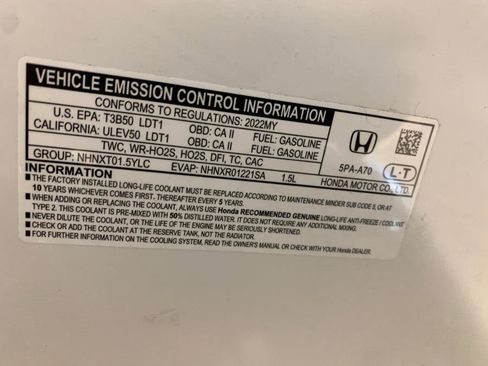 VEHICLE EMISSION CONTROL INFORMATION
CONFORMS TO REGULATIONS: 2022MY
U.S. EPA: T3B50 LDT1 OBD: CA II FUEL: GASOLINE
CALIFORNIA: ULEV50 LDT1 OBD: CA II FUEL: GASOLINE
TWC, WR-HO2S, HO2S, DFI, TC, CAC
GROUP: NHNXT01.5YLC EVAP: NHNXR01221SA 1.5L
5PA-A70
L-T
HONDA MOTOR CO., LTD.
■ THE FACTORY INSTALLED LONG-LIFE COOLANT MUST BE REPLACED ACCORDING TO MAINTENANCE MINDER SUB CODE 5, OR AT
10 YEARS WHICHEVER COMES FIRST. THEREAFTER EVERY 5 YEARS.
■ WHEN ADDING OR REPLACING THE COOLANT, ALWAYS USE Honda RECOMMENDED GENUINE LONG-LIFE ANTI-FREEZE / COOLANT
TYPE 2. THIS COOLANT IS PRE-MIXED WITH 50% DISTILLED WATER. IT DOES NOT REQUIRE ANY ADDITIONAL MIXING.
■ NEVER DILUTE THE COOLANT, OR THE LIFE OF THE ENGINE MAY BE SERIOUSLY SHORTENED.
■ CHECK OR ADD THE COOLANT AT THE RESERVE TANK, NOT THE RADIATOR.
■ FOR FURTHER INFORMATION ON THE COOLING SYSTEM, READ THE OWNER'S MANUAL OR CHECK WITH YOUR Honda DEALER.